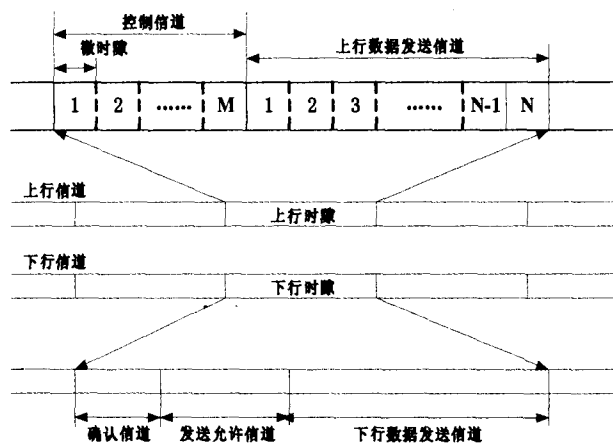 控制信道
微时隙
上行数据发送信道
1 2 ...... M 1 2 3 ...... N-1 N
上行信道
上行时隙
下行信道
下行时隙
确认信道 发送允许信道 下行数据发送信道